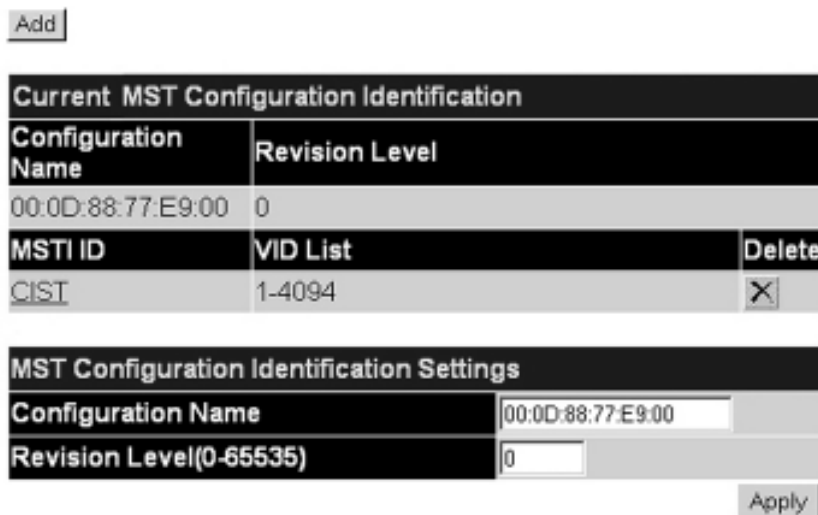 Add
Current MST Configuration Identification
Configuration Name
Revision Level
00:0D:88:77:E9:00 0
MSTI ID VID List Delete
CIST 1-4094
MST Configuration Identification Settings
Configuration Name 00:0D:88:77:E9:00
Revision Level(0-65535) 0
Apply